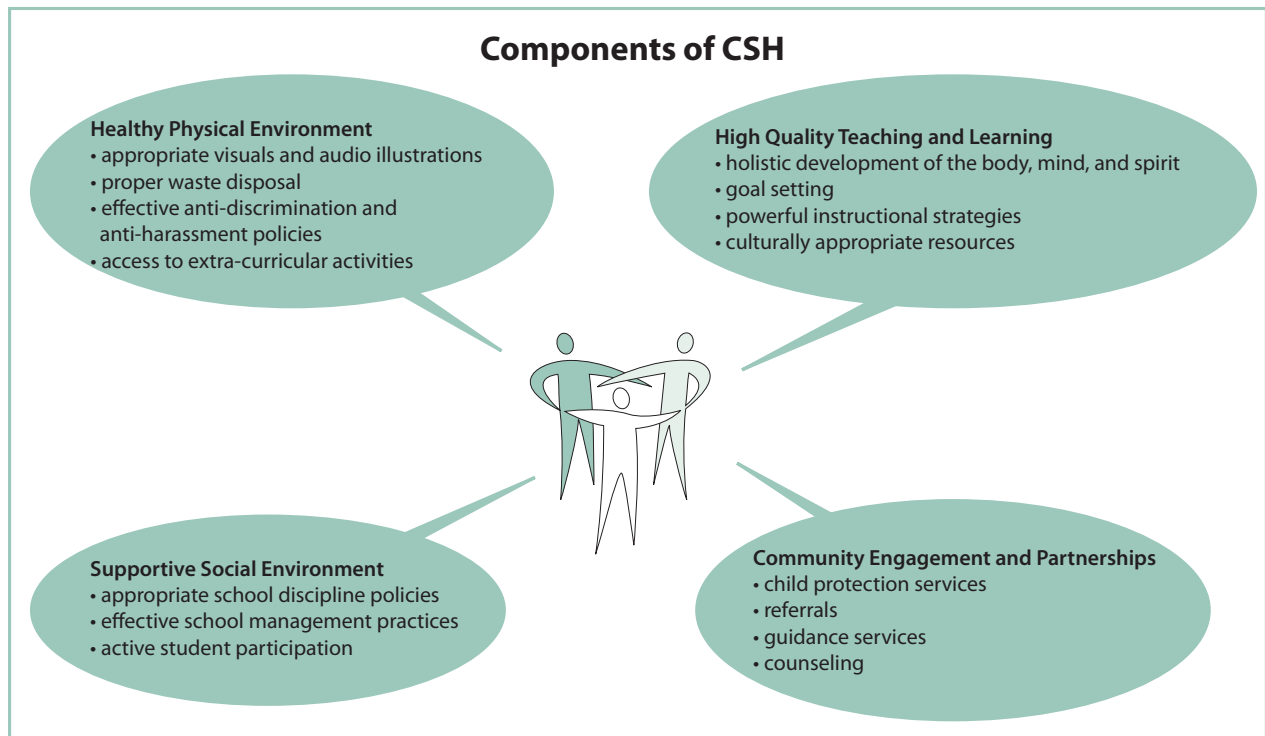 Components of CSH
Healthy Physical Environment
• appropriate visuals and audio illustrations
• proper waste disposal
• effective anti-discrimination and
anti-harassment policies
• access to extra-curricular activities
High Quality Teaching and Learning
• holistic development of the body, mind, and spirit
• goal setting
• powerful instructional strategies
• culturally appropriate resources
Supportive Social Environment
• appropriate school discipline policies
• effective school management practices
• active student participation
Community Engagement and Partnerships
• child protection services
• referrals
• guidance services
• counseling